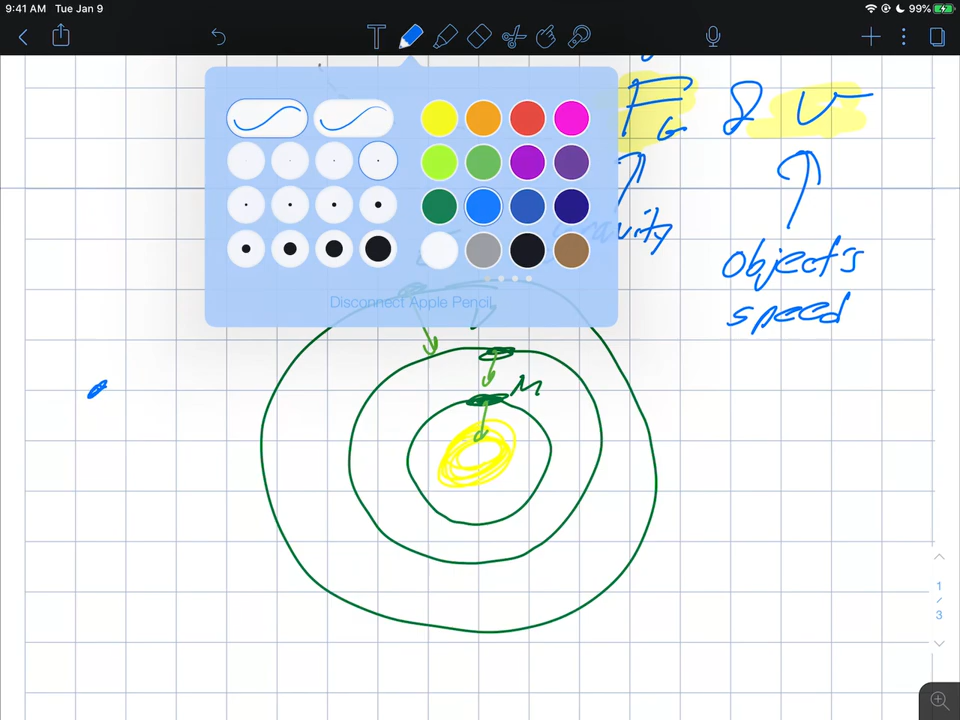 9:41 AM Tue Jan 9
99%
T
F_G & v
Disconnect Apple Pencil
object's
speed
M
1
/
3